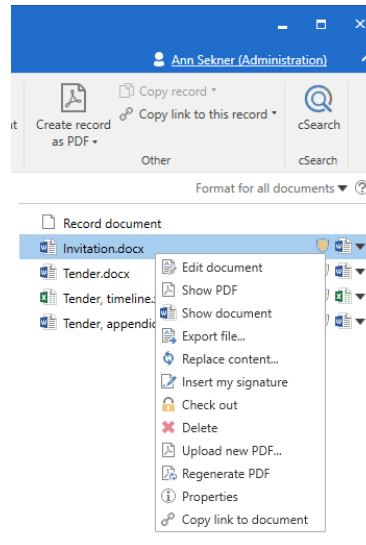 Ann Sekner (Administration)
Create record
as PDF
Copy record
Copy link to this record
cSearch
Other
cSearch
Format for all documents
Record document
Invitation.docx
Tender.docx
Tender, timeline.
Tender, appendic
Edit document
Show PDF
Show document
Export file...
Replace content...
Insert my signature
Check out
Delete
Upload new PDF...
Regenerate PDF
Properties
Copy link to document